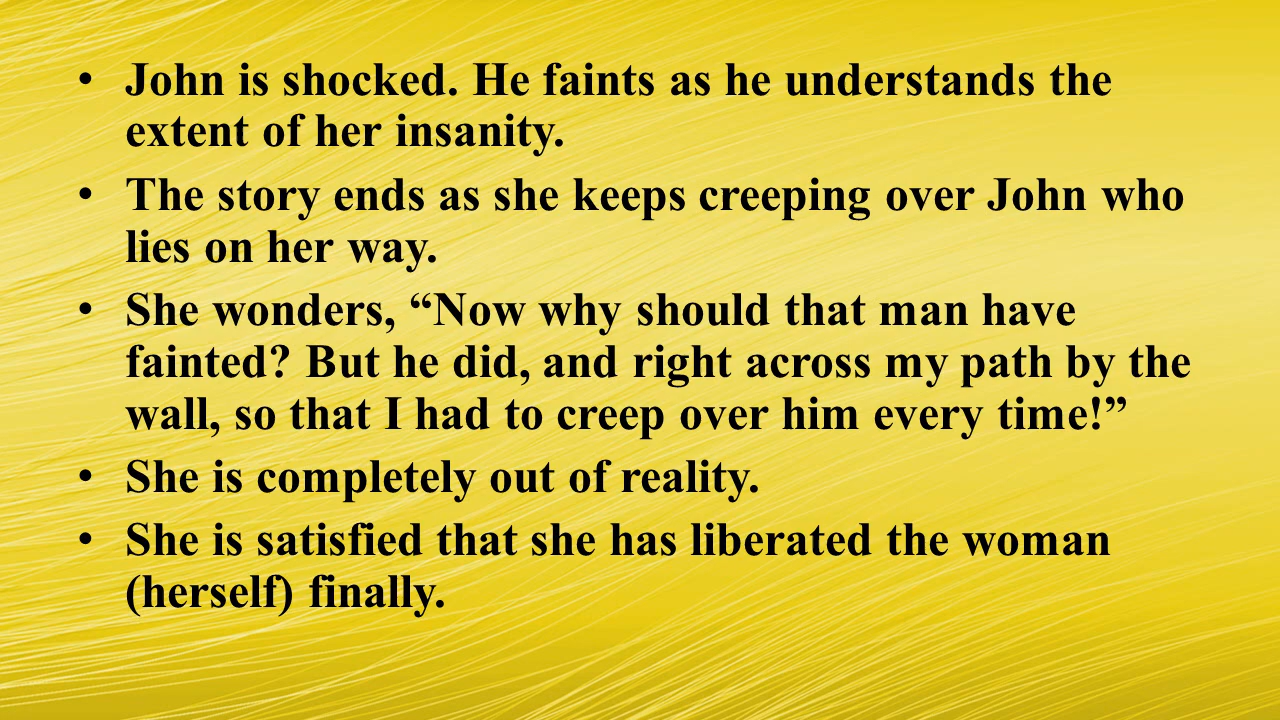 • John is shocked. He faints as he understands the
extent of her insanity.
• The story ends as she keeps creeping over John who
lies on her way.
• She wonders, “Now why should that man have
fainted? But he did, and right across my path by the
wall, so that I had to creep over him every time!”
• She is completely out of reality.
• She is satisfied that she has liberated the woman
(herself) finally.